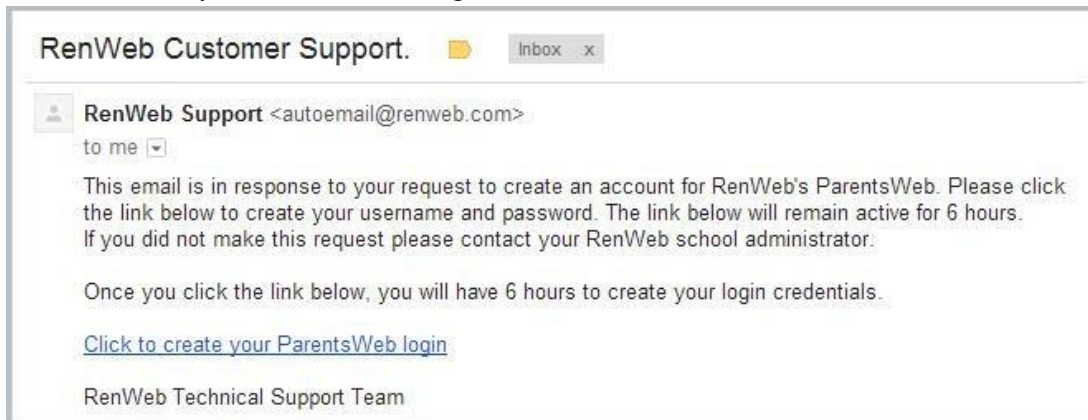 RenWeb Customer Support.
Inbox x
RenWeb Support <autoemail@renweb.com>
to me
This email is in response to your request to create an account for RenWeb's ParentsWeb. Please click
the link below to create your username and password. The link below will remain active for 6 hours.
If you did not make this request please contact your RenWeb school administrator.
Once you click the link below, you will have 6 hours to create your login credentials.
Click to create your ParentsWeb login
RenWeb Technical Support Team